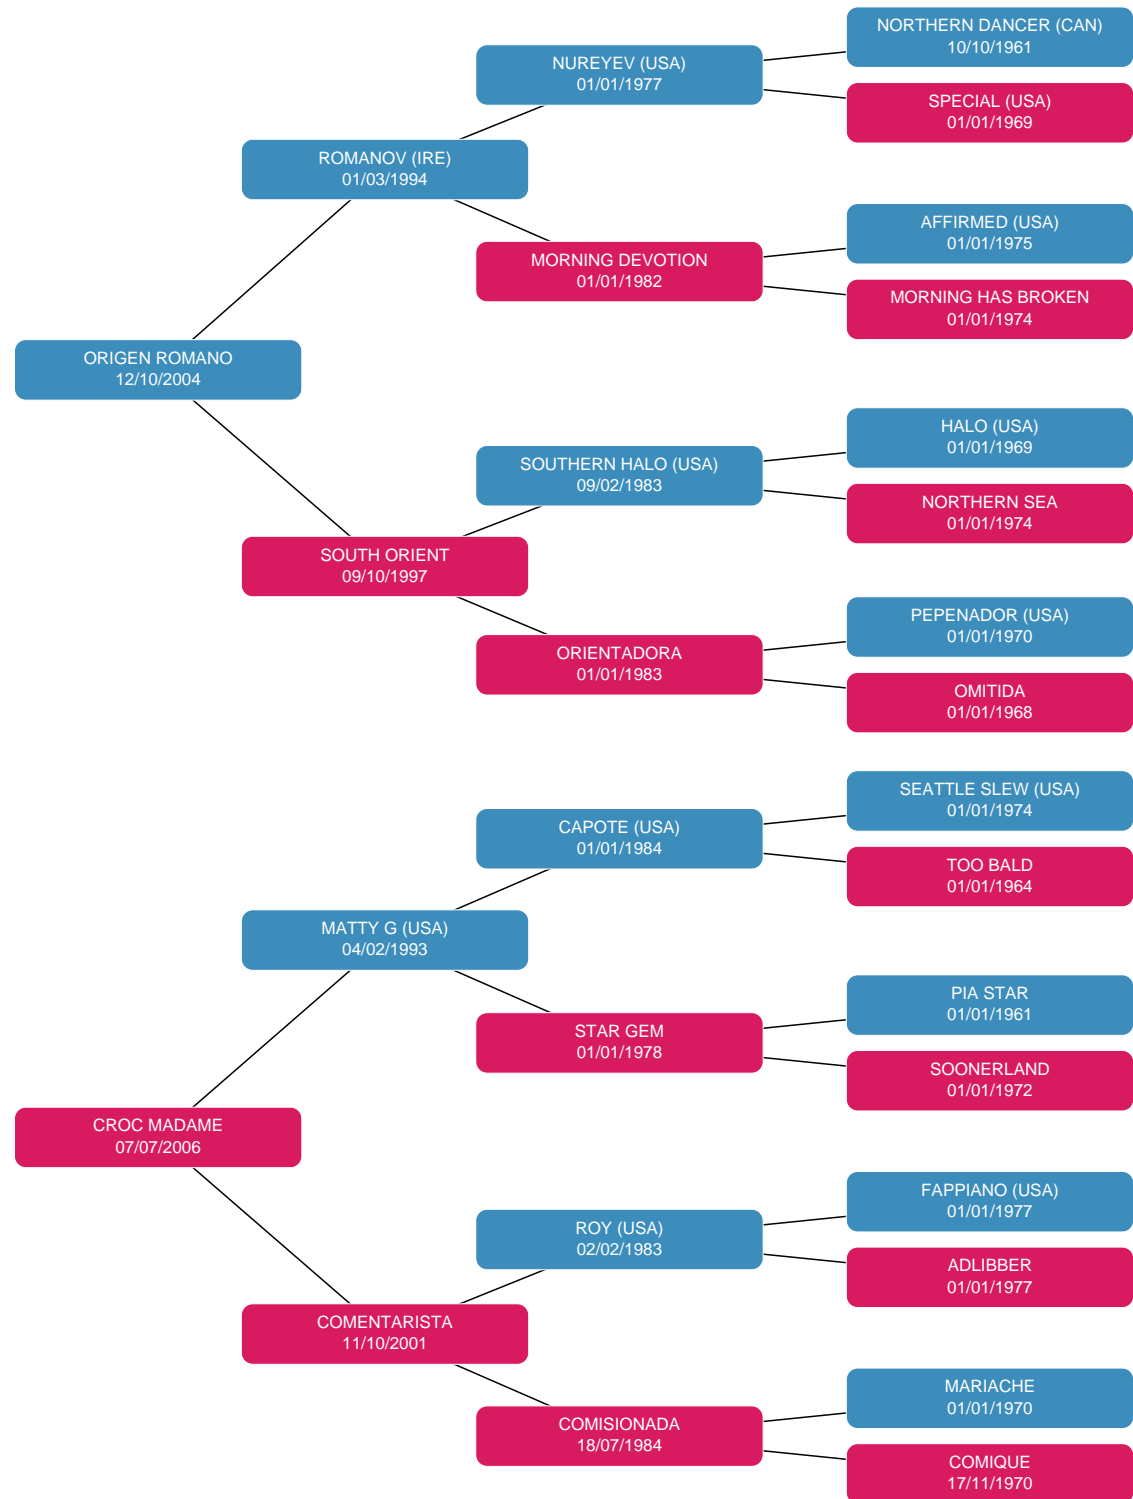 NORTHERN DANCER (CAN)
10/10/1961
NUREYEV (USA)
01/01/1977
SPECIAL (USA)
01/01/1969
ROMANOV (IRE)
01/03/1994
AFFIRMED (USA)
01/01/1975
MORNING DEVOTION
01/01/1982
MORNING HAS BROKEN
01/01/1974
ORIGEN ROMANO
12/10/2004
HALO (USA)
01/01/1969
SOUTHERN HALO (USA)
09/02/1983
NORTHERN SEA
01/01/1974
SOUTH ORIENT
09/10/1997
PEPENADOR (USA)
01/01/1970
ORIENTADORA
01/01/1983
OMITIDA
01/01/1968
SEATTLE SLEW (USA)
01/01/1974
CAPOTE (USA)
01/01/1984
TOO BALD
01/01/1964
MATTY G (USA)
04/02/1993
PIA STAR
01/01/1961
STAR GEM
01/01/1978
SOONERLAND
01/01/1972
CROC MADAME
07/07/2006
FAPPIANO (USA)
01/01/1977
ROY (USA)
02/02/1983
ADLIBBER
01/01/1977
COMENTARISTA
11/10/2001
MARIACHE
01/01/1970
COMISIONADA
18/07/1984
COMIQUE
17/11/1970